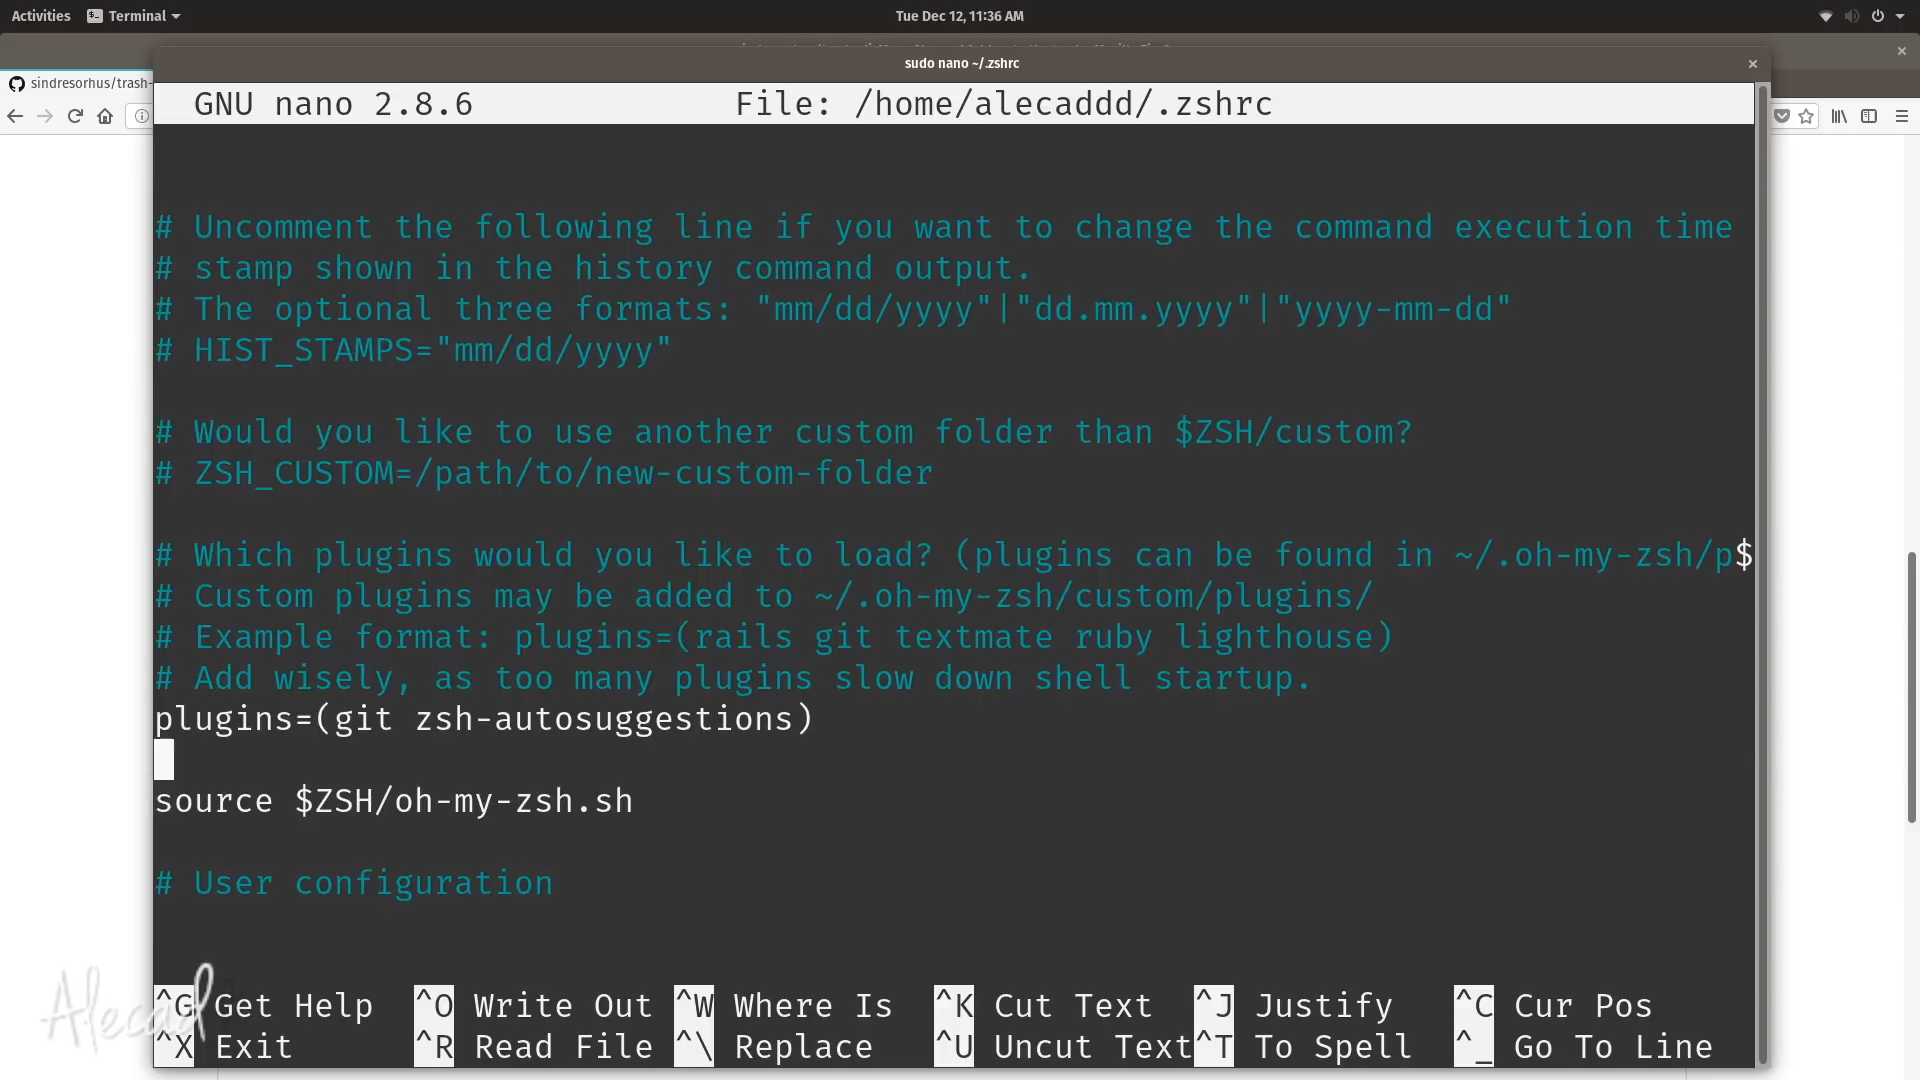 Activities Terminal Tue Dec 12, 11:36 AM
sudo nano ~/.zshrc
sindresorhus/trash-
GNU nano 2.8.6 File: /home/alecaddd/.zshrc
# Uncomment the following line if you want to change the command execution time
# stamp shown in the history command output.
# The optional three formats: "mm/dd/yyyy"|"dd.mm.yyyy"|"yyyy-mm-dd"
# HIST_STAMPS="mm/dd/yyyy"
# Would you like to use another custom folder than $ZSH/custom?
# ZSH_CUSTOM=/path/to/new-custom-folder
# Which plugins would you like to load? (plugins can be found in ~/.oh-my-zsh/p$
# Custom plugins may be added to ~/.oh-my-zsh/custom/plugins/
# Example format: plugins=(rails git textmate ruby lighthouse)
# Add wisely, as too many plugins slow down shell startup.
plugins=(git zsh-autosuggestions)
source $ZSH/oh-my-zsh.sh
# User configuration
^G Get Help ^O Write Out ^W Where Is ^K Cut Text ^J Justify ^C Cur Pos
^X Exit ^R Read File ^\ Replace ^U Uncut Text ^T To Spell ^_ Go To Line
Alecad